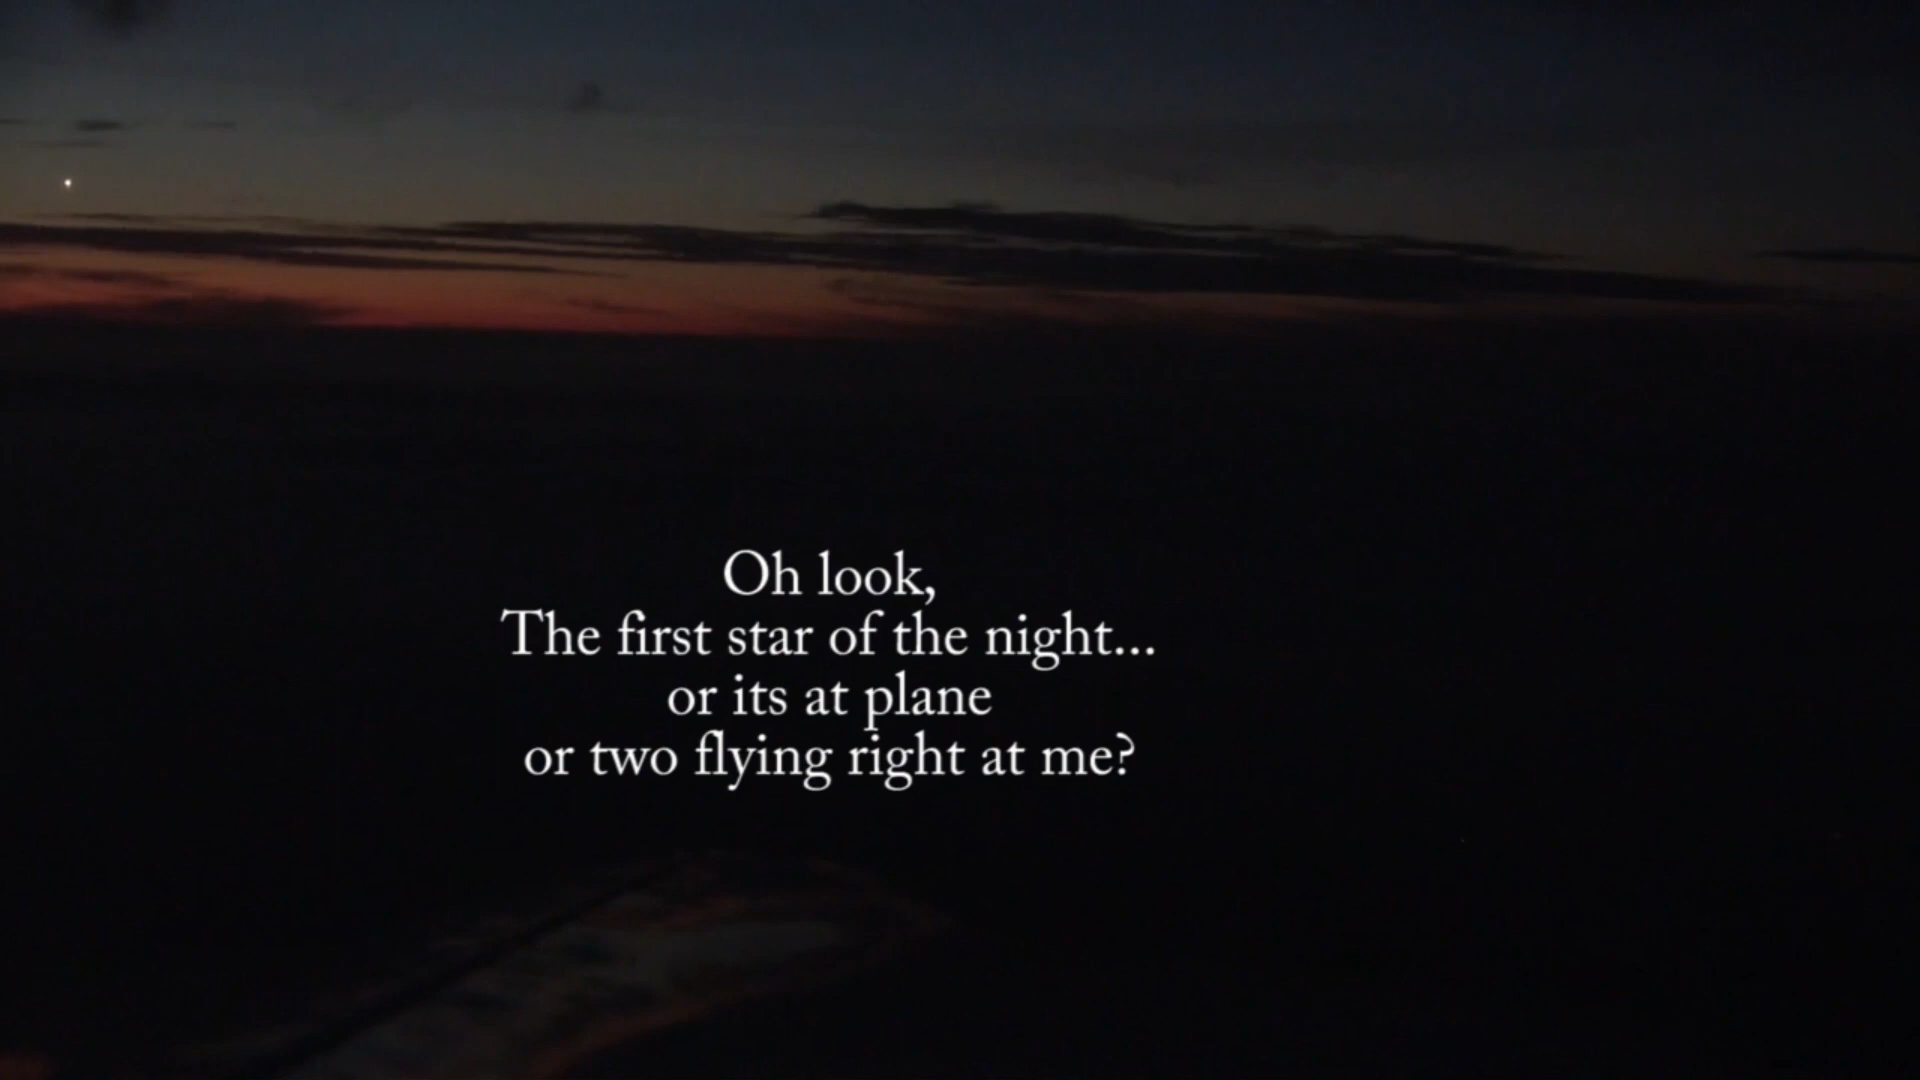 Oh look,
The first star of the night...
or its at plane
or two flying right at me?